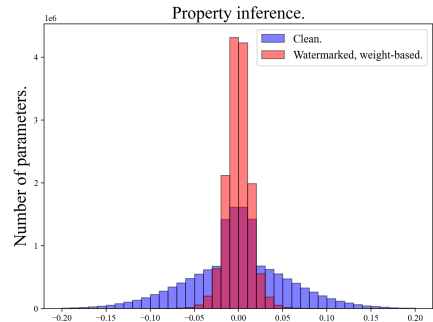 Property inference.
1e6
Clean.
Watermarked, weight-based.
Number of parameters.
4
3
2
1
0
−0.20
−0.15
−0.10
−0.05
0.00
0.05
0.10
0.15
0.20